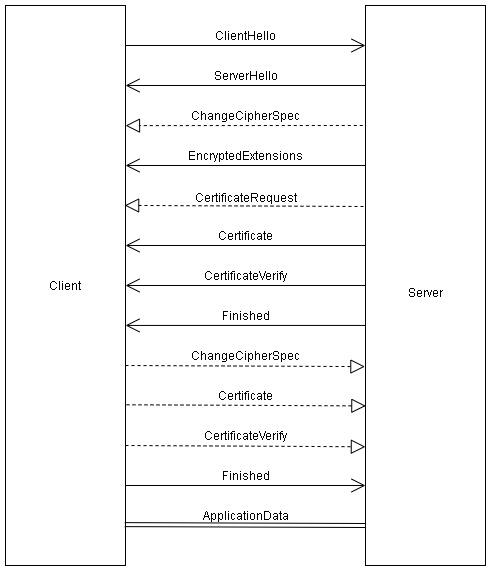 ClientHello
ServerHello
ChangeCipherSpec
EncryptedExtensions
CertificateRequest
Certificate
CertificateVerify
Client
Server
Finished
ChangeCipherSpec
Certificate
CertificateVerify
Finished
ApplicationData